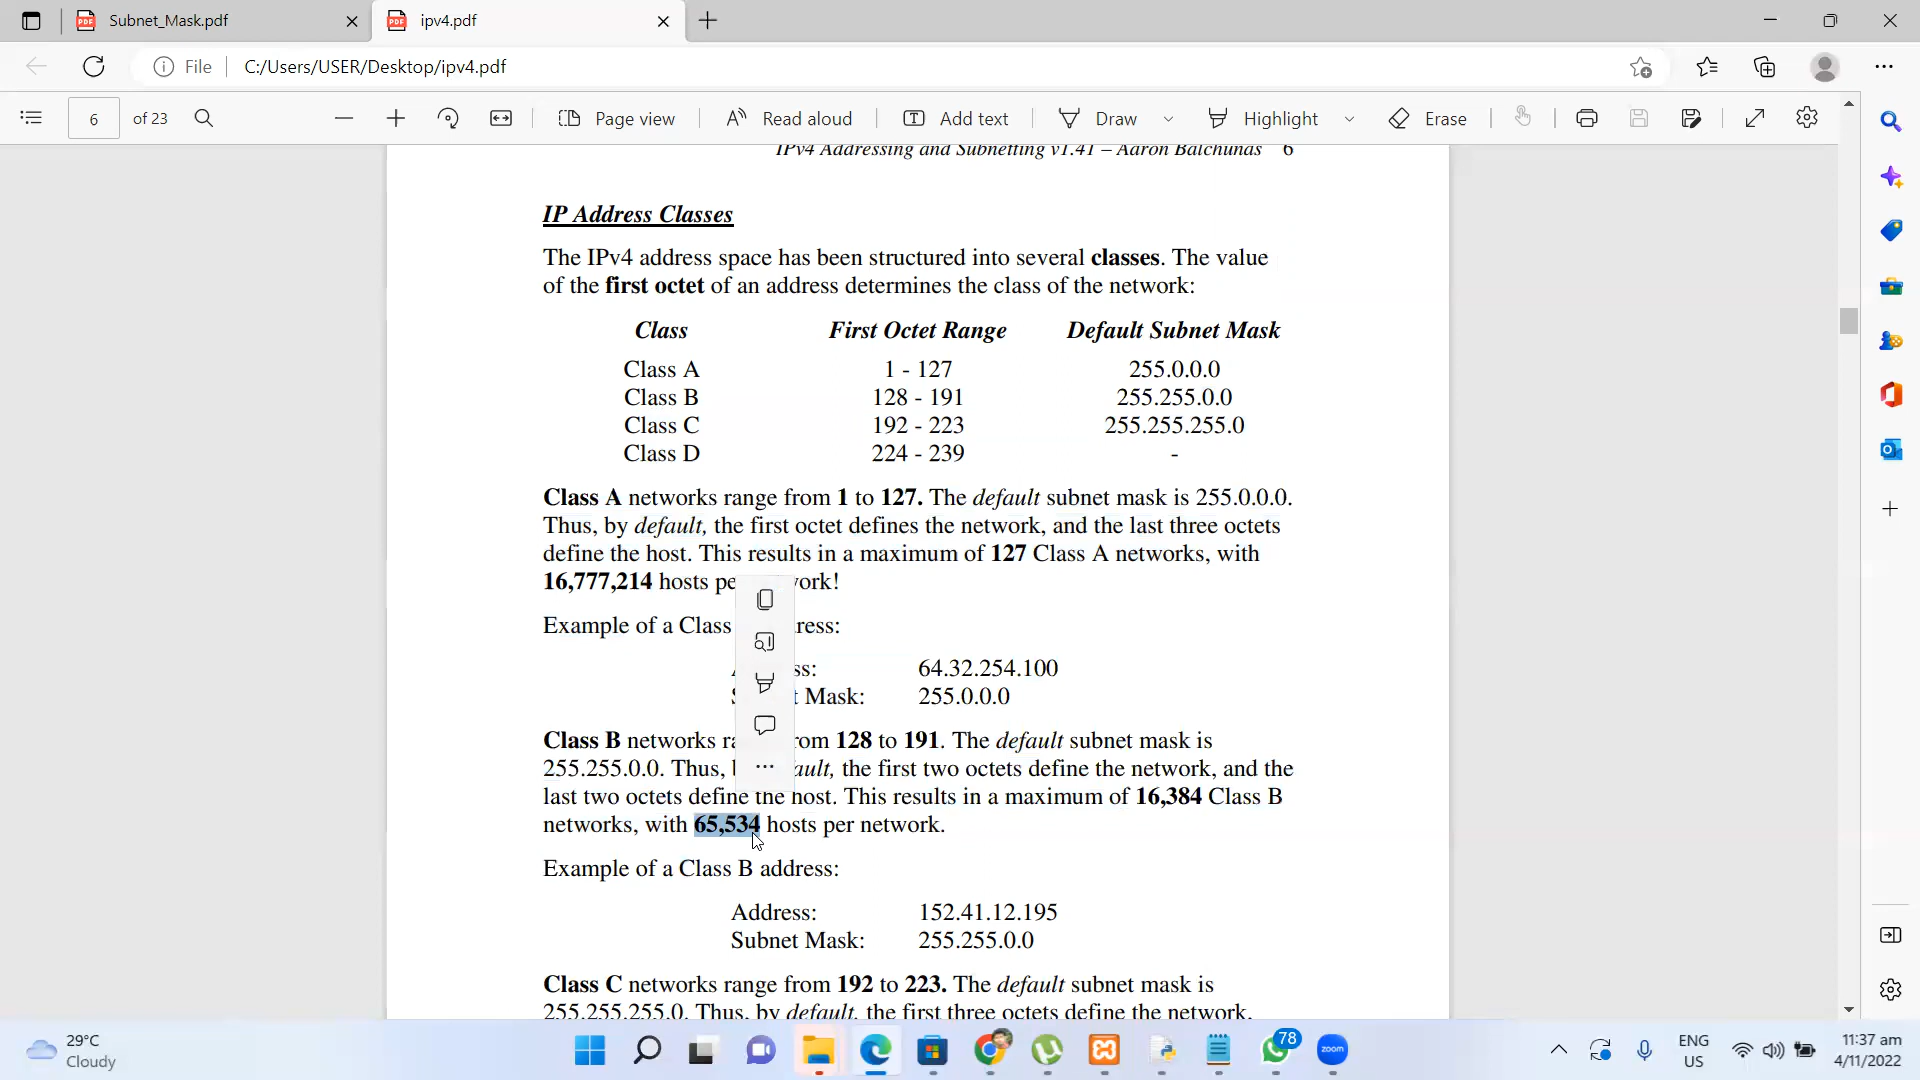 Subnet_Mask.pdf
ipv4.pdf
File
C:/Users/USER/Desktop/ipv4.pdf
6 of 23
Page view
Read aloud
Add text
Draw
Highlight
Erase
IPv4 Addressing and Subnetting v1.41 – Aaron Balchunas 6
IP Address Classes
The IPv4 address space has been structured into several classes. The value
of the first octet of an address determines the class of the network:
Class First Octet Range Default Subnet Mask
Class A 1 - 127 255.0.0.0
Class B 128 - 191 255.255.0.0
Class C 192 - 223 255.255.255.0
Class D 224 - 239 -
Class A networks range from 1 to 127. The default subnet mask is 255.0.0.0.
Thus, by default, the first octet defines the network, and the last three octets
define the host. This results in a maximum of 127 Class A networks, with
16,777,214 hosts pe ork!
Example of a Class ress:
ss: 64.32.254.100
t Mask: 255.0.0.0
Class B networks ra om 128 to 191. The default subnet mask is
255.255.0.0. Thus, ault, the first two octets define the network, and the
last two octets define the host. This results in a maximum of 16,384 Class B
networks, with 65,534 hosts per network.
Example of a Class B address:
Address: 152.41.12.195
Subnet Mask: 255.255.0.0
Class C networks range from 192 to 223. The default subnet mask is
255.255.255.0. Thus, by default, the first three octets define the network,
29°C
Cloudy
78
zoom
ENG
US
11:37 am
4/11/2022